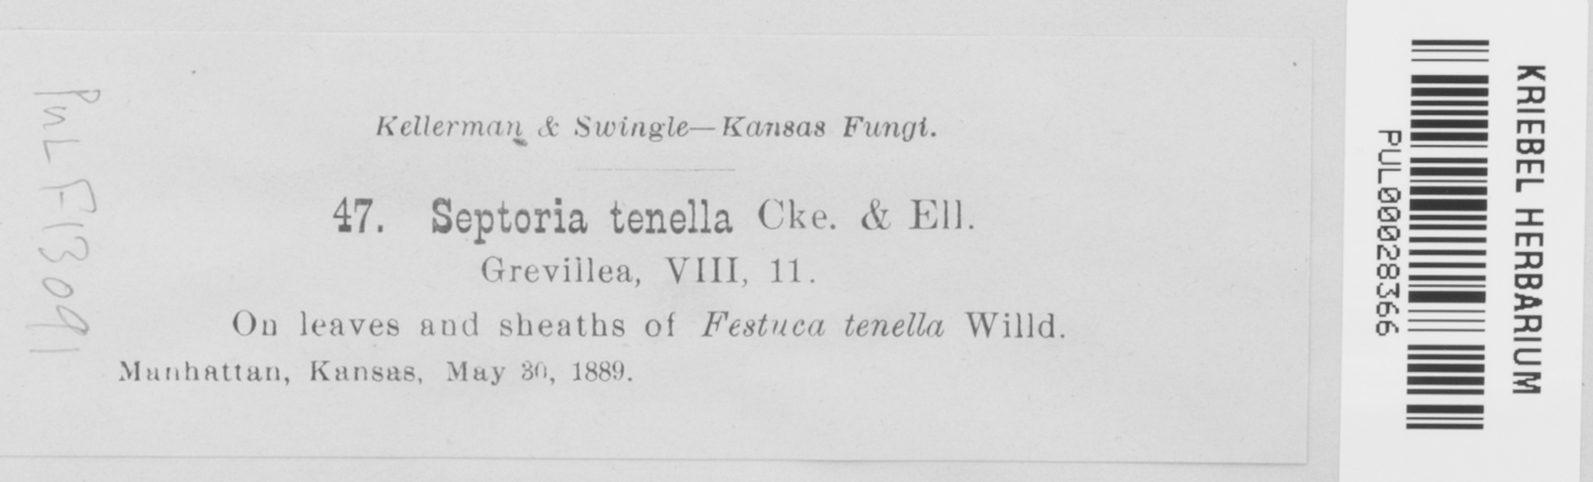 Kellerman & Swingle—Kansas Fungi.
47. Septoria tenella Cke. & Ell.
Grevillea, VIII, 11.
On leaves and sheaths of Festuca tenella Willd.
Manhattan, Kansas, May 30, 1889.
PUL F13091
KRIEBEL HERBARIUM
PUL00028366